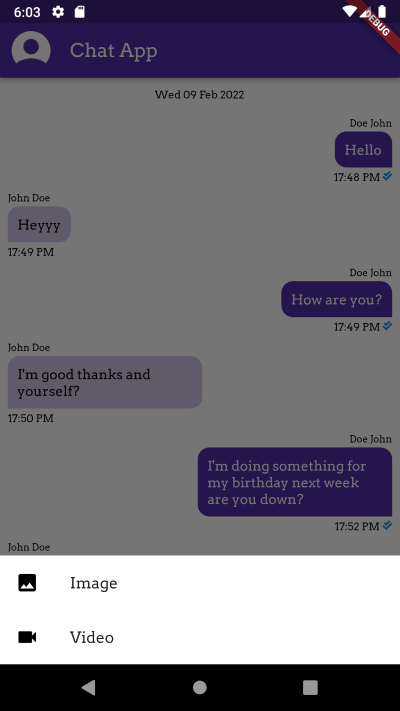 6:03
DEBUG
Chat App
Wed 09 Feb 2022
Doe John
Hello
17:48 PM
John Doe
Heyyy
17:49 PM
Doe John
How are you?
17:49 PM
John Doe
I'm good thanks and
yourself?
17:50 PM
Doe John
I'm doing something for
my birthday next week
are you down?
17:52 PM
John Doe
Image
Video